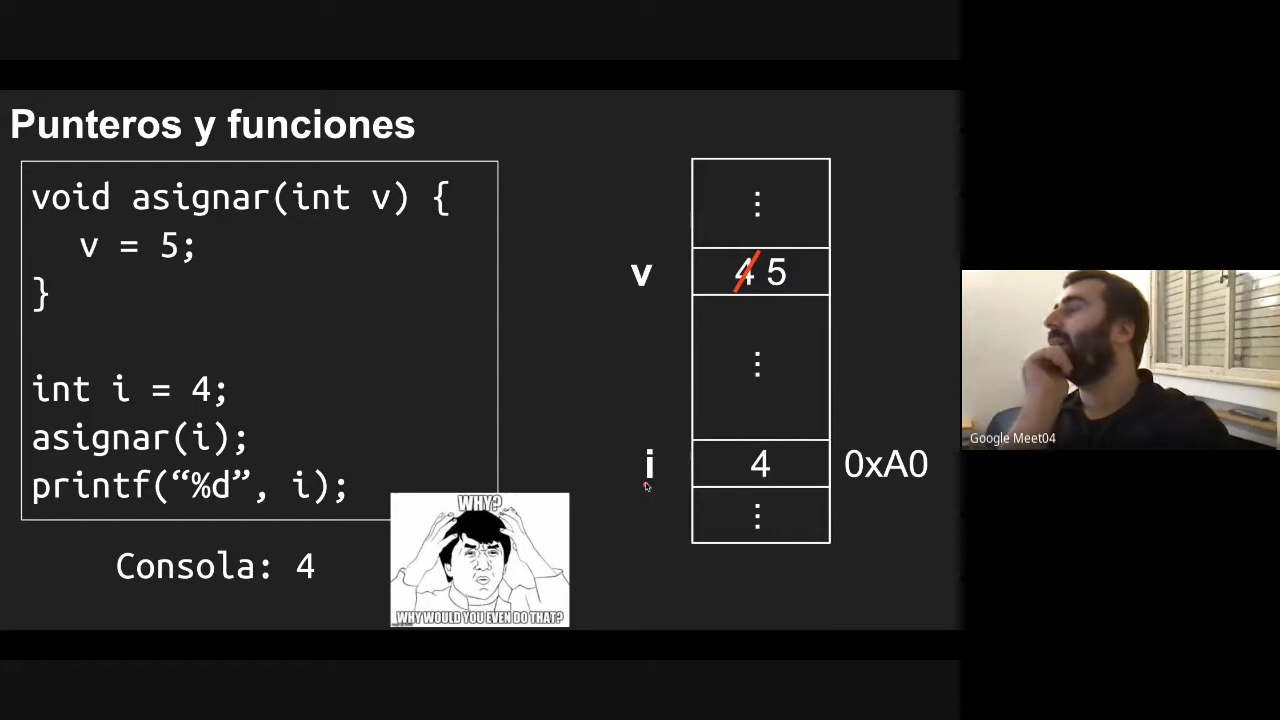 Punteros y funciones
void asignar(int v) {
v = 5;
}
int i = 4;
asignar(i);
printf(“%d”, i);
Consola: 4
WHY?
WHY WOULD YOU EVEN DO THAT?
⋮
v 4 5
⋮
i 4 0xA0
⋮
Google Meet04